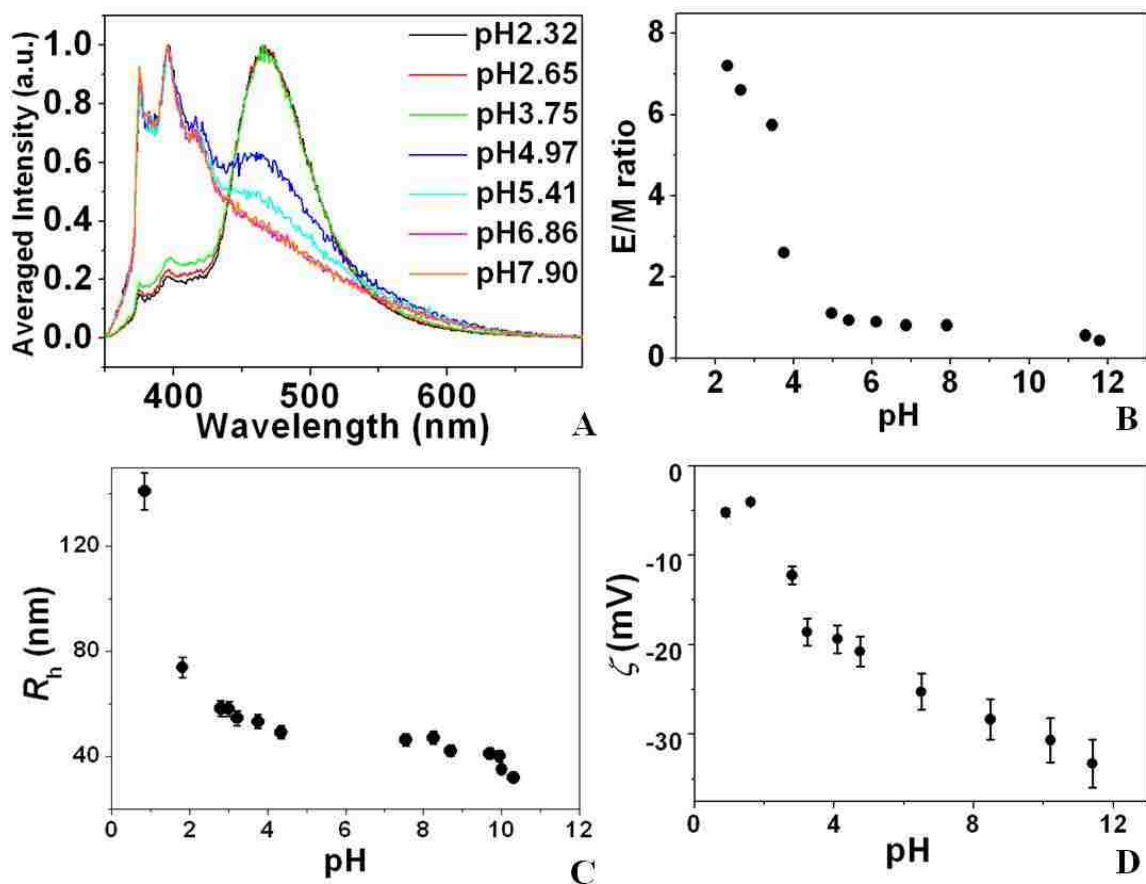 Averaged Intensity (a.u.)
1.0
0.8
0.6
0.4
0.2
0.0
pH2.32
pH2.65
pH3.75
pH4.97
pH5.41
pH6.86
pH7.90
400 500 600
Wavelength (nm)
A
E/M ratio
8
6
4
2
0
2 4 6 8 10 12
pH
B
R_h (nm)
120
80
40
0 2 4 6 8 10 12
pH
C
ζ (mV)
0
-10
-20
-30
0 4 8 12
pH
D